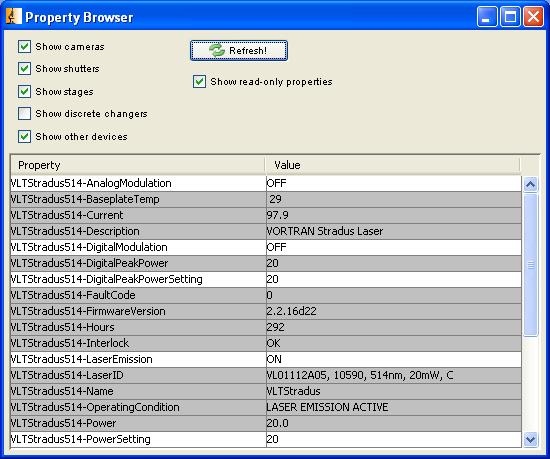 Property Browser
Show cameras
Refresh!
Show shutters
Show read-only properties
Show stages
Show discrete changers
Show other devices
Property Value
VLTStradus514-AnalogModulation OFF
VLTStradus514-BaseplateTemp 29
VLTStradus514-Current 97.9
VLTStradus514-Description VORTRAN Stradus Laser
VLTStradus514-DigitalModulation OFF
VLTStradus514-DigitalPeakPower 20
VLTStradus514-DigitalPeakPowerSetting 20
VLTStradus514-FaultCode 0
VLTStradus514-FirmwareVersion 2.2.16d22
VLTStradus514-Hours 292
VLTStradus514-Interlock OK
VLTStradus514-LaserEmission ON
VLTStradus514-LaserID VL01112A05, 10590, 514nm, 20mW, C
VLTStradus514-Name VLTStradus
VLTStradus514-OperatingCondition LASER EMISSION ACTIVE
VLTStradus514-Power 20.0
VLTStradus514-PowerSetting 20